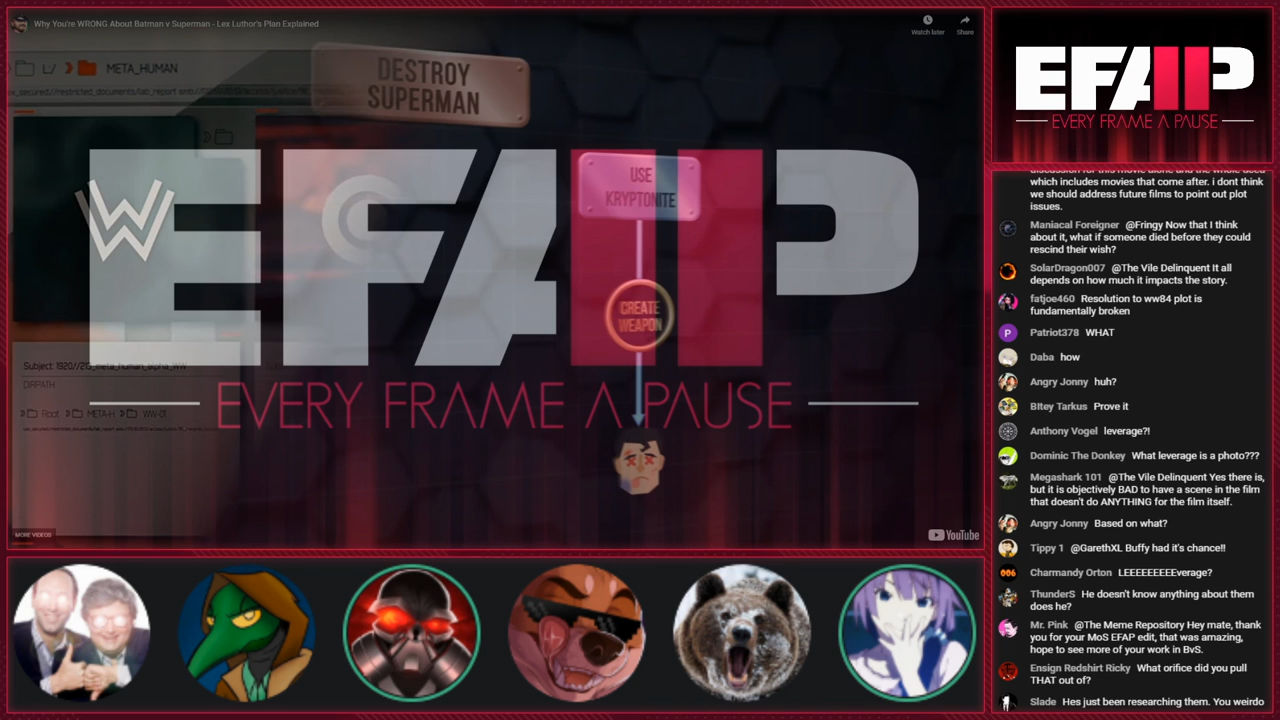 Why You're WRONG About Batman v Superman - Lex Luthor's Plan Explained
Watch later
Share
L/
META_HUMAN
DESTROY
SUPERMAN
USE
KRYPTONITE
CREATE
WEAPON
EFAP
EVERY FRAME A PAUSE
Subject: 1920//213_meta_human_alpha_WW
DIRPATH
Root
META-H
WW-01
MORE VIDEOS
YouTube
EFAP
EVERY FRAME A PAUSE
which includes movies that come after. i dont think
we should address future films to point out plot
issues.
Maniacal Foreigner @Fringy Now that I think
about it, what if someone died before they could
rescind their wish?
SolarDragon007 @The Vile Delinquent It all
depends on how much it impacts the story.
fatjoe460 Resolution to ww84 plot is
fundamentally broken
P
Patriot378 WHAT
Daba how
Angry Jonny huh?
BItey Tarkus Prove it
Anthony Vogel leverage?!
Dominic The Donkey What leverage is a photo???
Megashark 101 @The Vile Delinquent Yes there is,
but it is objectively BAD to have a scene in the film
that doesn't do ANYTHING for the film itself.
Angry Jonny Based on what?
Tippy 1 @GarethXL Buffy had it's chance!!
Charmandy Orton LEEEEEEEEEverage?
ThunderS He doesn't know anything about them
does he?
Mr. Pink @The Meme Repository Hey mate, thank
you for your MoS EFAP edit, that was amazing,
hope to see more of your work in BvS.
Ensign Redshirt Ricky What orifice did you pull
THAT out of?
Slade Hes just been researching them. You weirdo